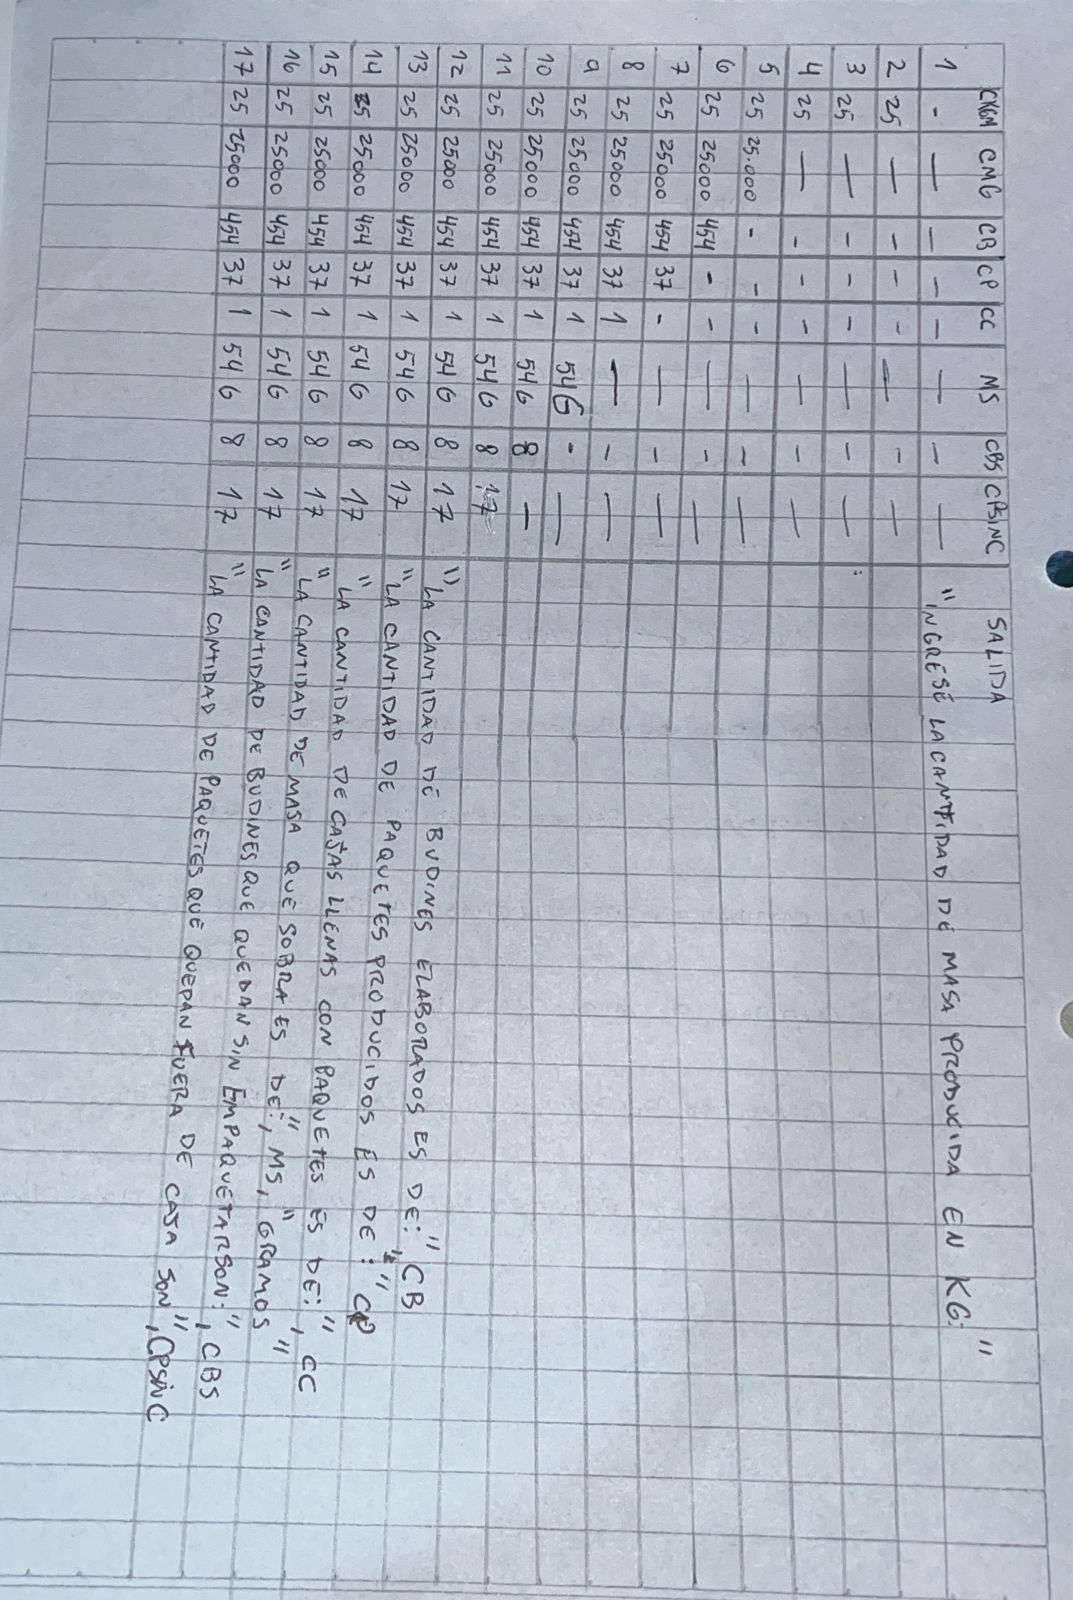 CKGM CMG CB CP CC MS CBS CPSINC SALIDA
1 - — — — — — — — "INGRESE LA CANTIDAD DE MASA PRODUCIDA EN KG: "
2 25 — — — — — — —
3 25 — — — — — — —
4 25 — — — — — — —
5 25 25.000 - - - — - —
6 25 25000 454 - - — - —
7 25 25000 454 37 - — - —
8 25 25000 454 37 1 — - —
9 25 25000 454 37 1 546 - —
10 25 25000 454 37 1 546 8 —
11 25 25000 454 37 1 546 8 17
12 25 25000 454 37 1 546 8 17 "LA CANTIDAD DE BUDINES ELABORADOS ES DE: " CB
13 25 25000 454 37 1 546 8 17 "LA CANTIDAD DE PAQUETES PRODUCIDOS ES DE: ", CP
14 25 25000 454 37 1 546 8 17 "LA CANTIDAD DE CAJAS LLENAS CON PAQUETES ES DE: ", CC
15 25 25000 454 37 1 546 8 17 "LA CANTIDAD DE MASA QUE SOBRA ES DE: ", MS, "GRAMOS"
16 25 25000 454 37 1 546 8 17 "LA CANTIDAD DE BUDINES QUE QUEDAN SIN EMPAQUETAR SON: ", CBS
17 25 25000 454 37 1 546 8 17 "LA CANTIDAD DE PAQUETES QUE QUEDAN FUERA DE CAJA SON", CPSINC